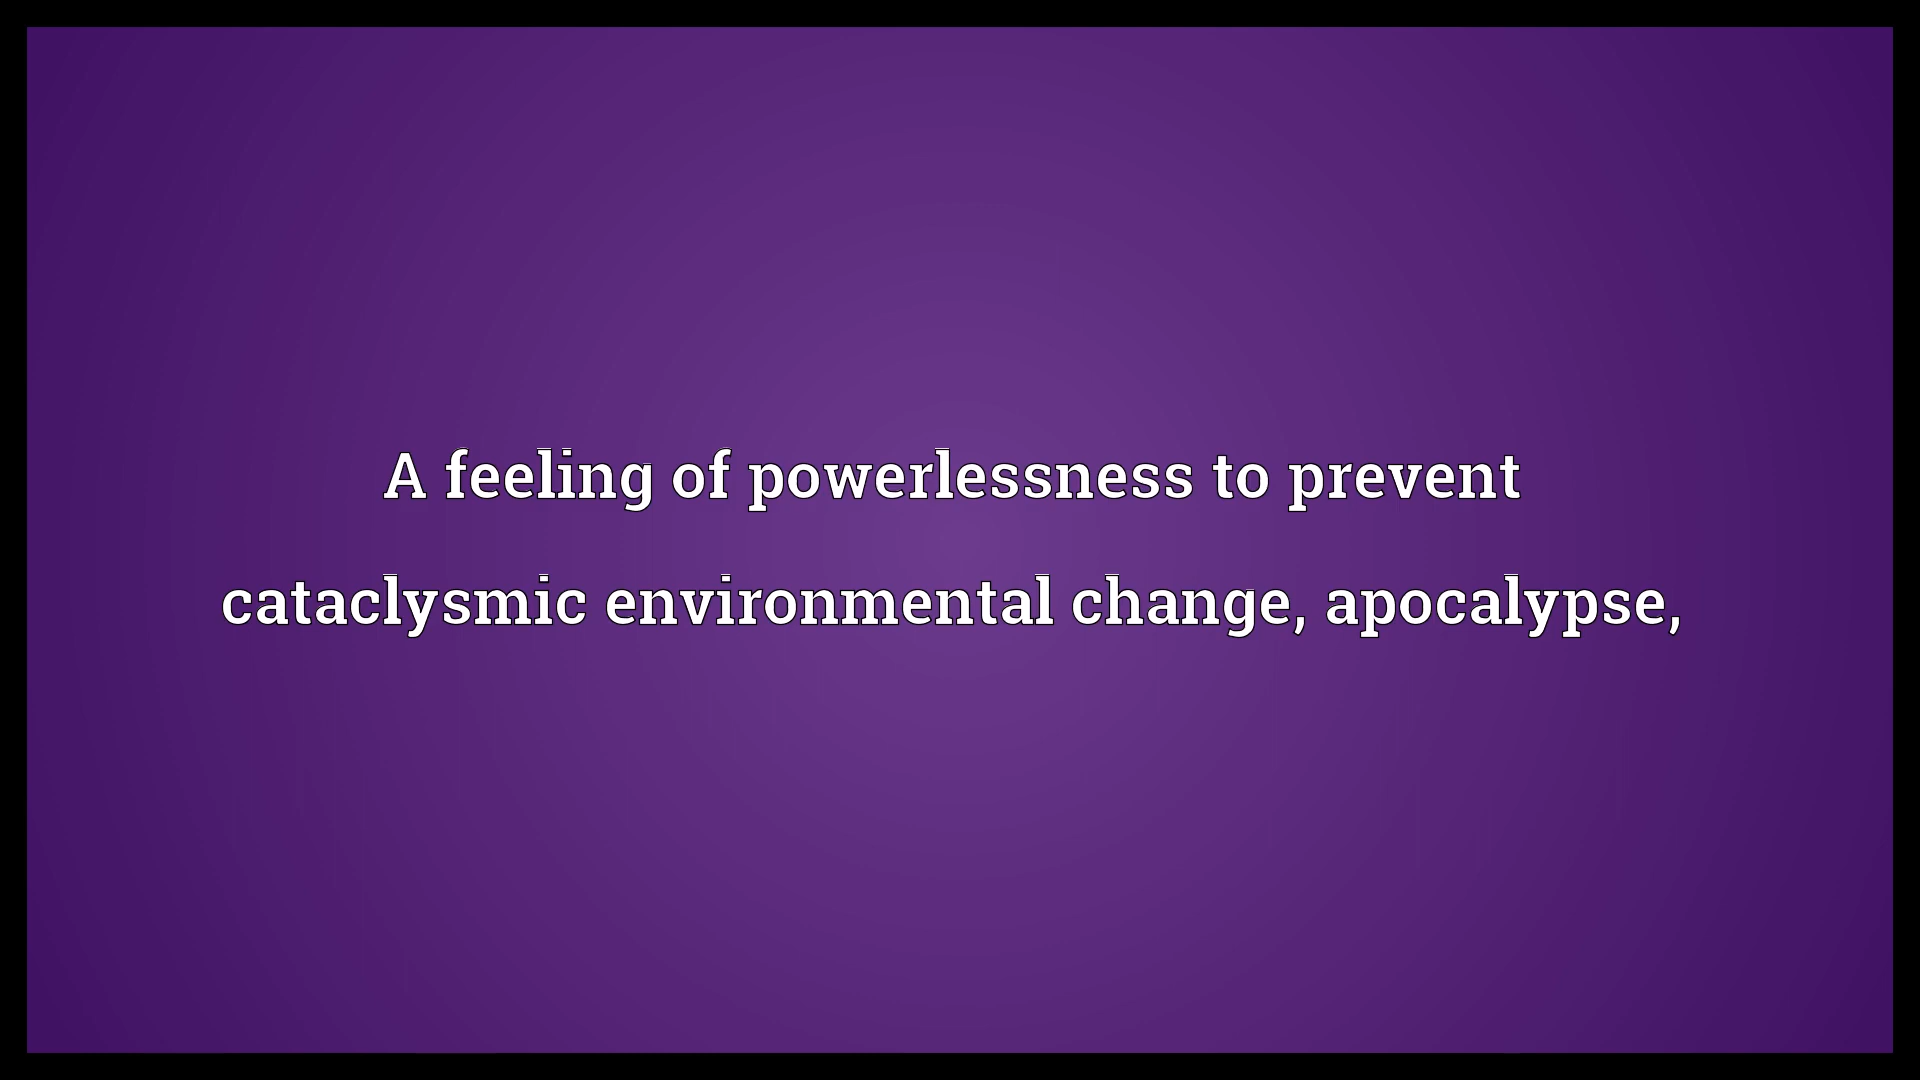 A feeling of powerlessness to prevent
cataclysmic environmental change, apocalypse,